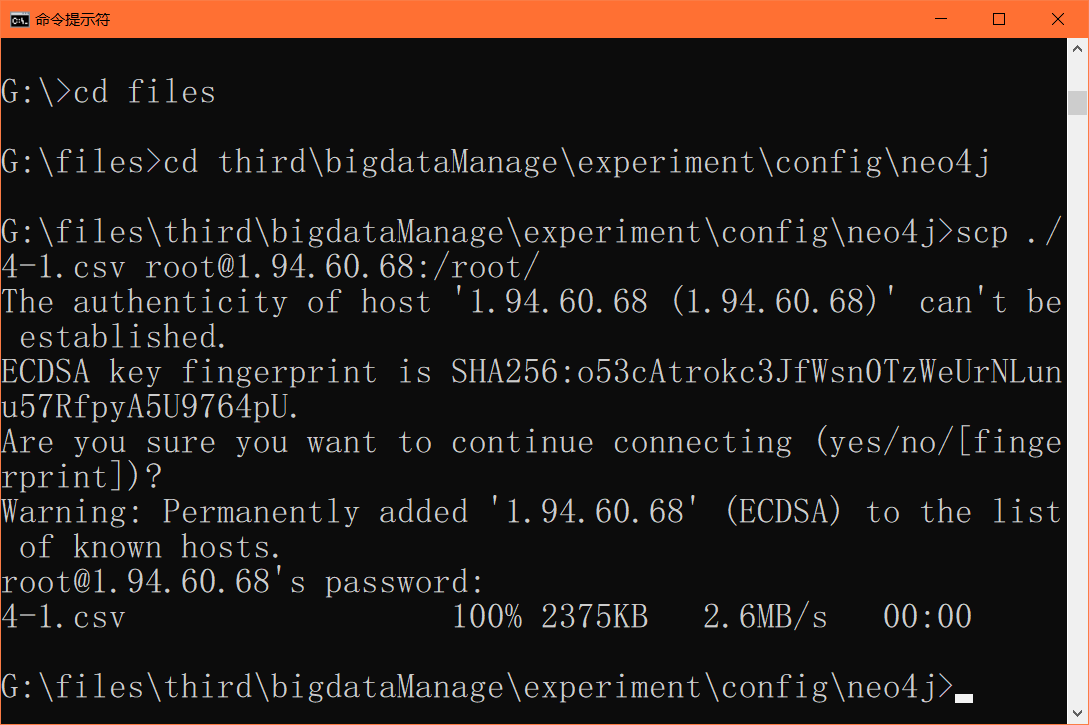 命令提示符
G:\>cd files
G:\files>cd third\bigdataManage\experiment\config\neo4j
G:\files\third\bigdataManage\experiment\config\neo4j>scp ./
4-1.csv root@1.94.60.68:/root/
The authenticity of host '1.94.60.68 (1.94.60.68)' can't be
 established.
ECDSA key fingerprint is SHA256:o53cAtrokc3JfWsn0TzWeUrNLun
u57RfpyA5U9764pU.
Are you sure you want to continue connecting (yes/no/[finge
rprint])?
Warning: Permanently added '1.94.60.68' (ECDSA) to the list
 of known hosts.
root@1.94.60.68's password:
4-1.csv 100% 2375KB 2.6MB/s 00:00
G:\files\third\bigdataManage\experiment\config\neo4j>